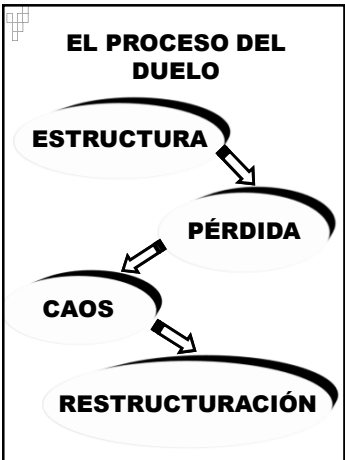 EL PROCESO DEL
DUELO
ESTRUCTURA
PÉRDIDA
CAOS
RESTRUCTURACIÓN